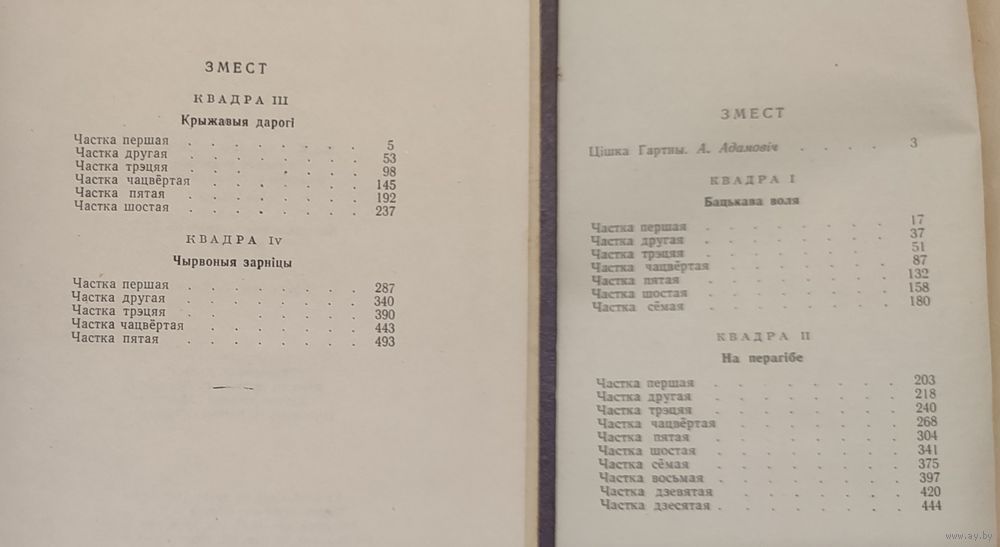 ЗМЕСТ
КВАДРА III
Крыжавыя дарогі
Частка першая . . . . . . . . 5
Частка другая . . . . . . . . 53
Частка трэцяя . . . . . . . . 98
Частка чацвёртая . . . . . . . 145
Частка пятая . . . . . . . . 192
Частка шостая . . . . . . . . 237
КВАДРА IV
Чырвоныя зарніцы
Частка першая . . . . . . . . 287
Частка другая . . . . . . . . 340
Частка трэцяя . . . . . . . . 390
Частка чацвёртая . . . . . . . 443
Частка пятая . . . . . . . . 493
ЗМЕСТ
Цішка Гартны. А. Адамовіч . . . . 3
КВАДРА I
Бацькава воля
Частка першая . . . . . . . . 17
Частка другая . . . . . . . . 37
Частка трэцяя . . . . . . . . 51
Частка чацвёртая . . . . . . . 87
Частка пятая . . . . . . . . 132
Частка шостая . . . . . . . . 158
Частка сёмая . . . . . . . . 180
КВАДРА II
На перагібе
Частка першая . . . . . . . . 203
Частка другая . . . . . . . . 218
Частка трэцяя . . . . . . . . 240
Частка чацвёртая . . . . . . . 268
Частка пятая . . . . . . . . 304
Частка шостая . . . . . . . . 341
Частка сёмая . . . . . . . . 375
Частка восьмая . . . . . . . . 397
Частка дзевятая . . . . . . . 420
Частка дзесятая . . . . . . . . 444
www.ay.by